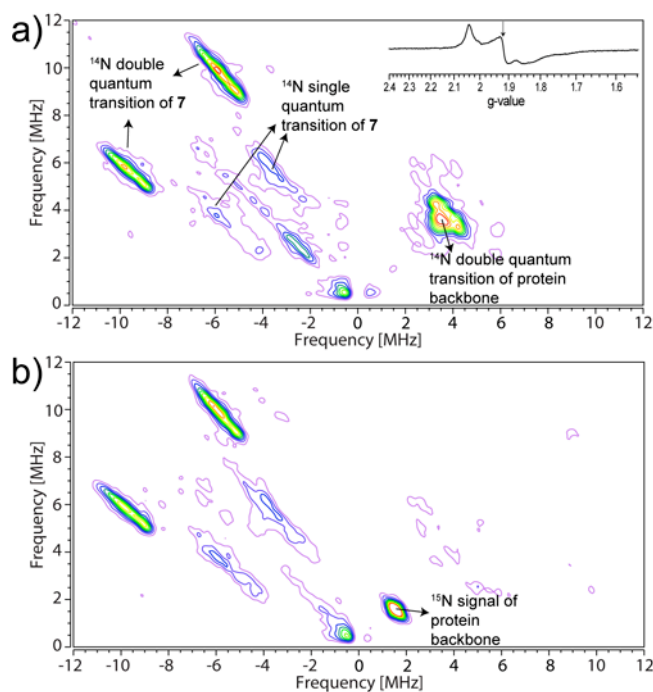 a)
12
10
8
6
4
2
0
Frequency [MHz]
¹⁴N double quantum
transition of 7
¹⁴N single
quantum
transition of 7
2.4 2.3 2.2 2.1 2 1.9 1.8 1.7 1.6
g-value
¹⁴N double quantum
transition of protein
backbone
-12 -10 -8 -6 -4 -2 0 2 4 6 8 10 12
Frequency [MHz]
b)
12
10
8
6
4
2
0
Frequency [MHz]
¹⁵N signal of
protein
backbone
-12 -10 -8 -6 -4 -2 0 2 4 6 8 10 12
Frequency [MHz]